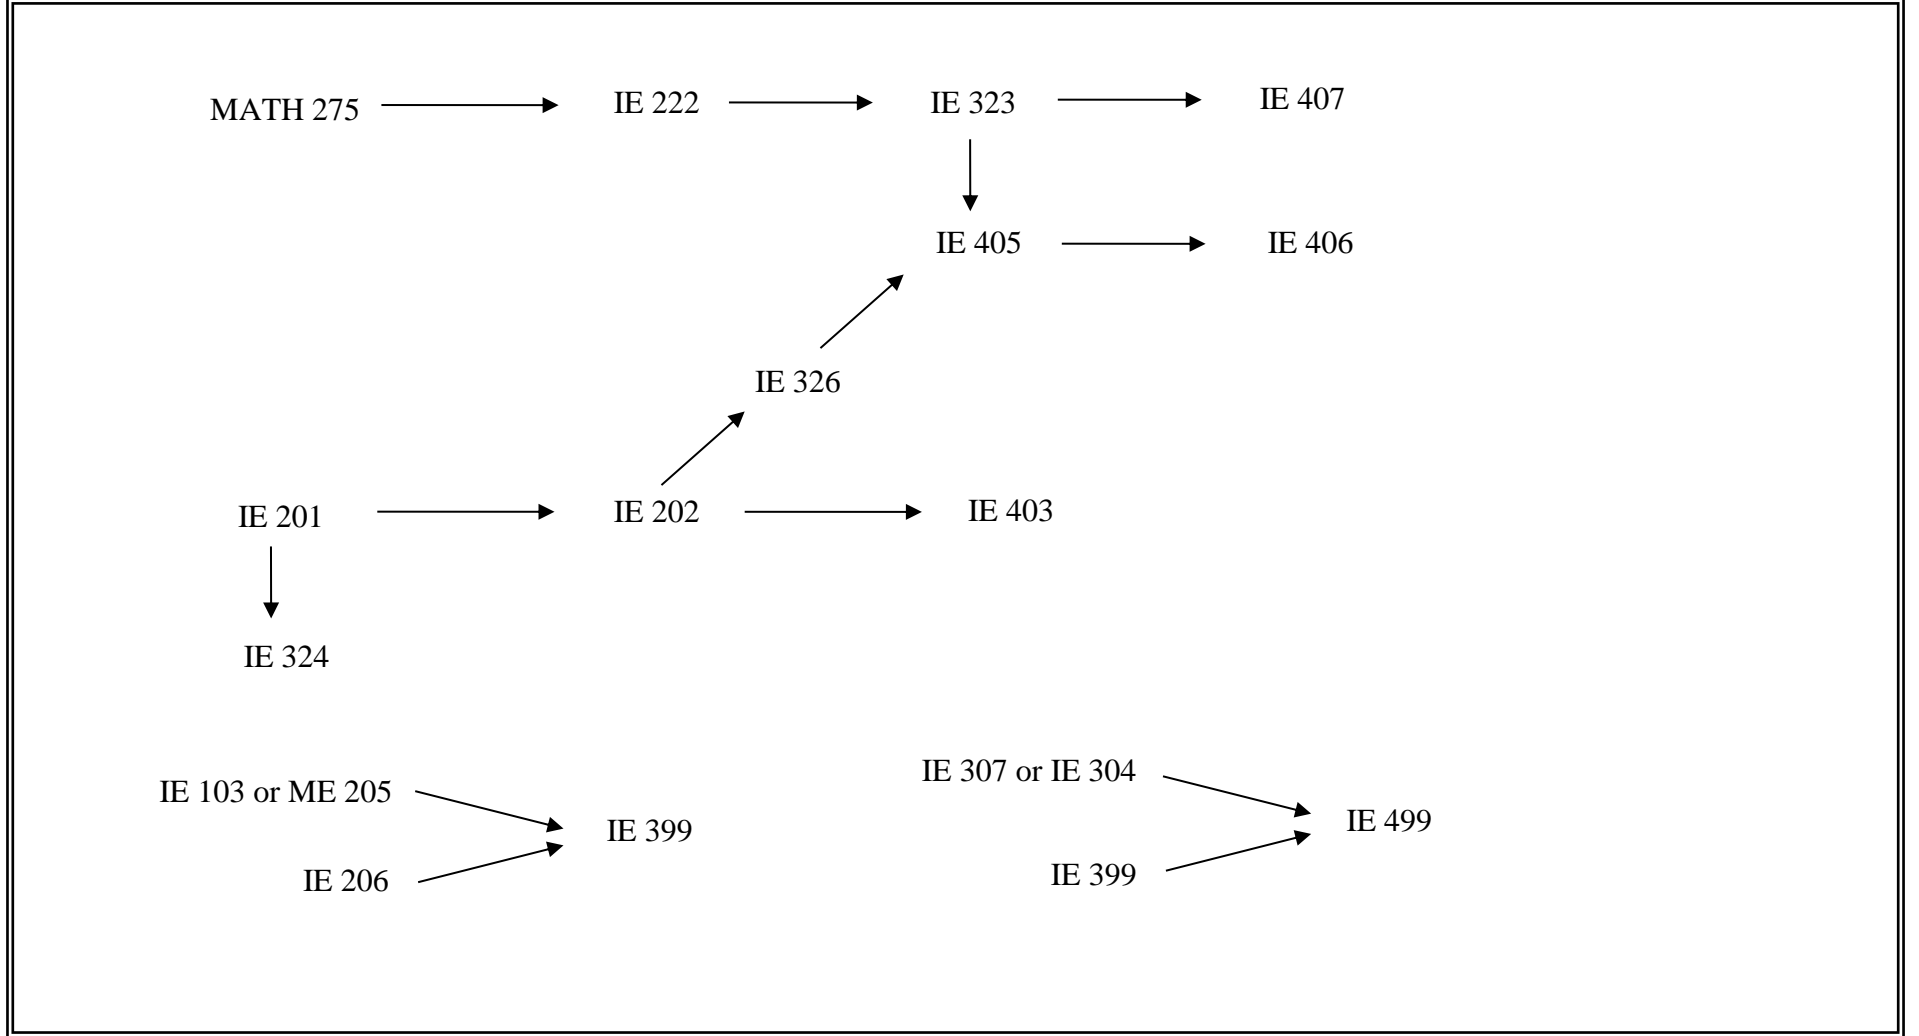 MATH 275
IE 222
IE 323
IE 407
IE 405
IE 406
IE 326
IE 201
IE 202
IE 403
IE 324
IE 103 or ME 205
IE 399
IE 206
IE 307 or IE 304
IE 499
IE 399